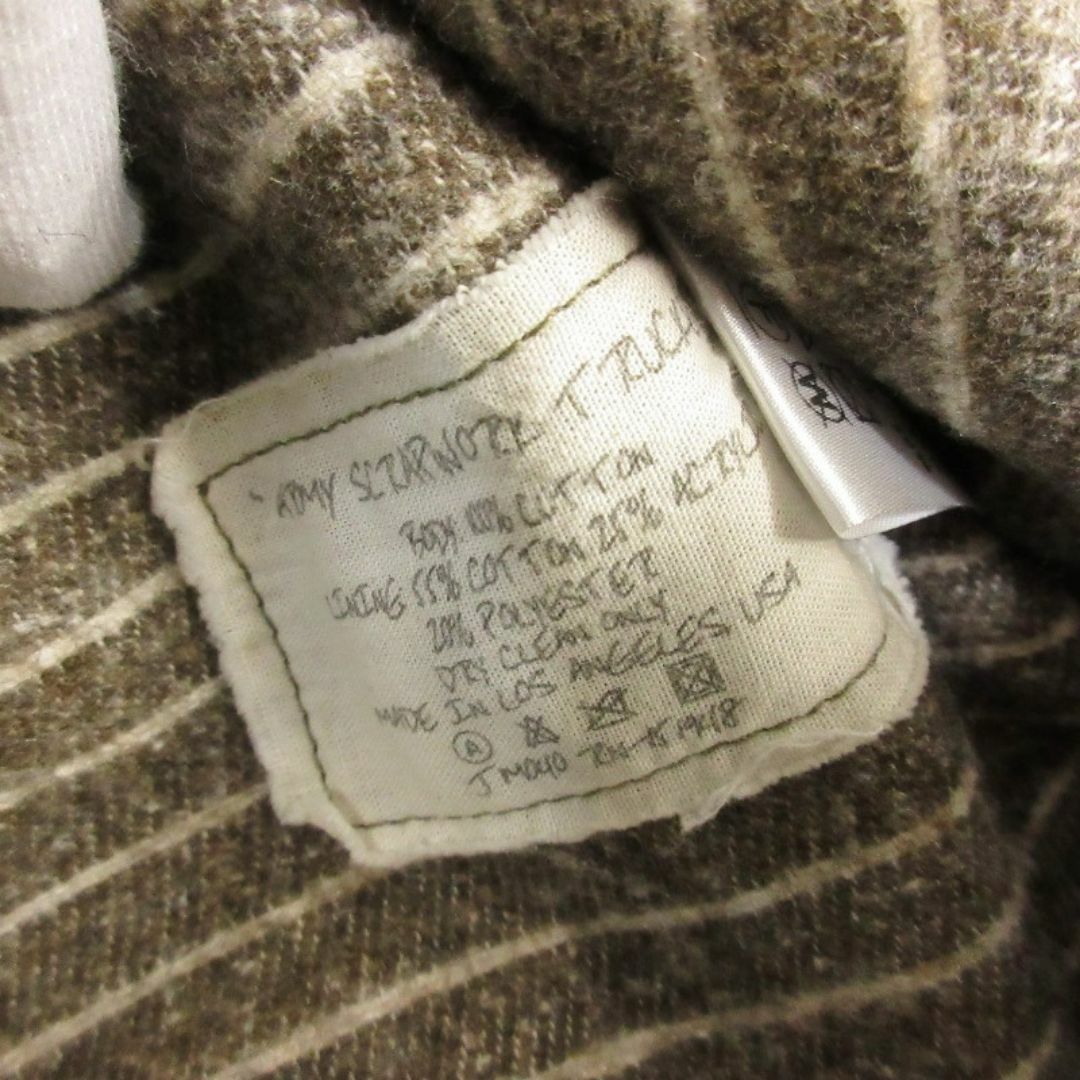 "ARMY SCRAPWORK T TRUCK
BODY 100% COTTON
LINING 55% COTTON 25% ACRYLIC
20% POLYESTER
DRY CLEAN ONLY
MADE IN LOS ANGELES USA
A